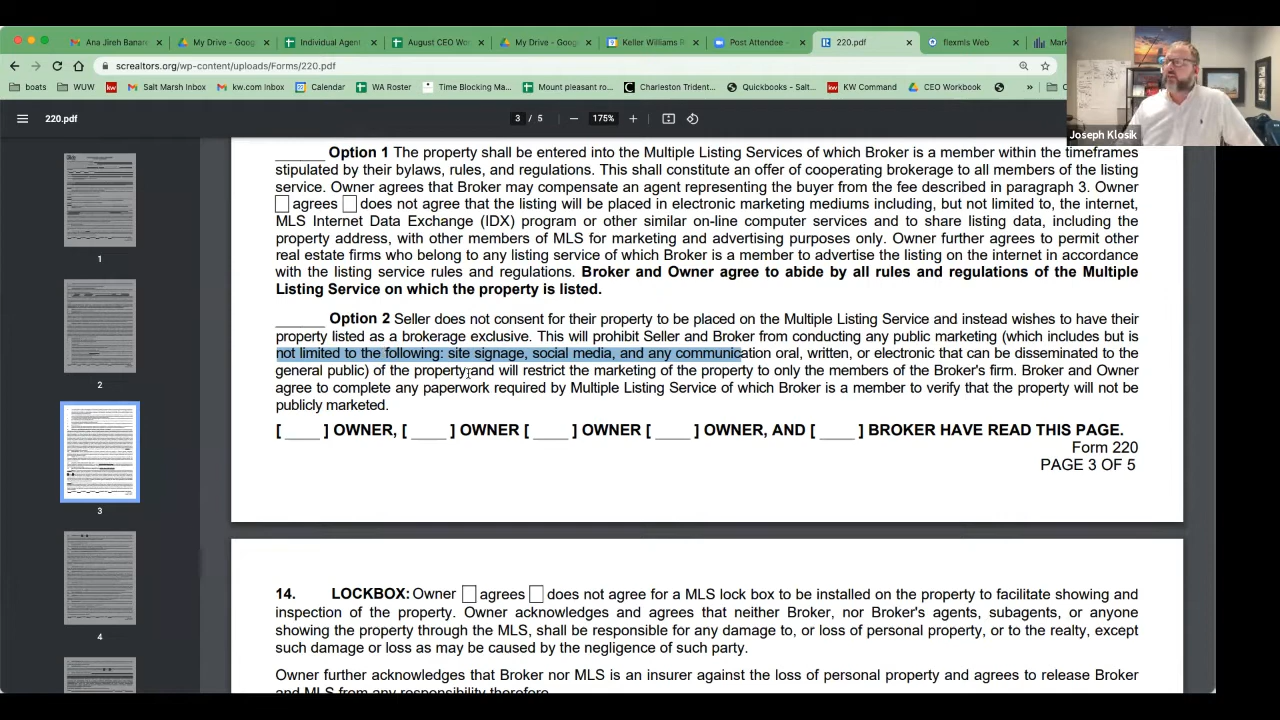 Ana Jireh Banare
My Drive - Goog
Individual Agent
August CEO Wor
My Drive - Goog
Keller Williams R
Post Attendee -
220.pdf
flexmls Web
Mark
screaltors.org/wp-content/uploads/Forms/220.pdf
boats
WUW
kw
Salt Marsh Inbox
kw.com Inbox
Calendar
WA Roster
Time Blocking Ma...
Mount pleasant ro...
Charleston Trident...
Quickbooks - Salt...
KW Command
CEO Workbook
»
Joseph Klosik
220.pdf
3 / 5
175%
1
2
3
4
_____ Option 1 The property shall be entered into the Multiple Listing Services of which Broker is a member within the timeframes
stipulated by their bylaws, rules, and regulations. This shall constitute an offer of cooperating brokerage to all members of the listing
service. Owner agrees that Broker may compensate an agent representing the buyer from the fee described in paragraph 3. Owner
agrees does not agree that the listing will be placed in electronic marketing mediums including, but not limited to, the internet,
MLS Internet Data Exchange (IDX) program or other similar on-line computer services and to share listing data, including the
property address, with other members of MLS for marketing and advertising purposes only. Owner further agrees to permit other
real estate firms who belong to any listing service of which Broker is a member to advertise the listing on the internet in accordance
with the listing service rules and regulations. Broker and Owner agree to abide by all rules and regulations of the Multiple
Listing Service on which the property is listed.
_____ Option 2 Seller does not consent for their property to be placed on the Multiple Listing Service and instead wishes to have their
property listed as a brokerage exclusive. This will prohibit Seller and Broker from conducting any public marketing (which includes but is
not limited to the following: site signage, social media, and any communication oral, written, or electronic that can be disseminated to the
general public) of the property and will restrict the marketing of the property to only the members of the Broker's firm. Broker and Owner
agree to complete any paperwork required by Multiple Listing Service of which Broker is a member to verify that the property will not be
publicly marketed.
[ ____ ] OWNER, [ ____ ] OWNER [ ____ ] OWNER [ ____ ] OWNER, AND [ ____ ] BROKER HAVE READ THIS PAGE.
Form 220
PAGE 3 OF 5
14. LOCKBOX: Owner agrees does not agree for a MLS lock box to be installed on the property to facilitate showing and
inspection of the property. Owner acknowledges and agrees that neither Broker, nor Broker's agents, subagents, or anyone
showing the property through the MLS, shall be responsible for any damage to, or loss of personal property, or to the realty, except
such damage or loss as may be caused by the negligence of such party.
Owner further acknowledges that Broker nor MLS is an insurer against the loss of personal property and agrees to release Broker
and MLS from any responsibility therefore.